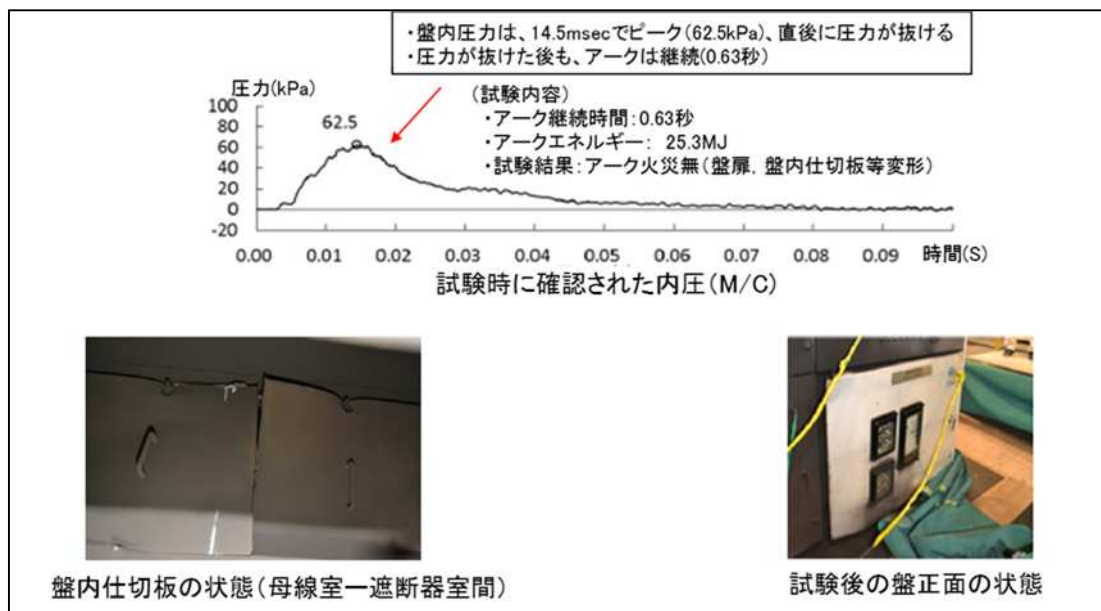 ・盤内圧力は、14.5msecでピーク(62.5kPa)、直後に圧力が抜ける
・圧力が抜けた後も、アークは継続(0.63秒)
圧力(kPa)
(試験内容)
・アーク継続時間:0.63秒
・アークエネルギー: 25.3MJ
・試験結果:アーク火災無(盤扉, 盤内仕切板等変形)
62.5
100
80
60
40
20
0
-20
0.00 0.01 0.02 0.03 0.04 0.05 0.06 0.07 0.08 0.09 時間(S)
試験時に確認された内圧(M/C)
盤内仕切板の状態(母線室ー遮断器室間)
試験後の盤正面の状態